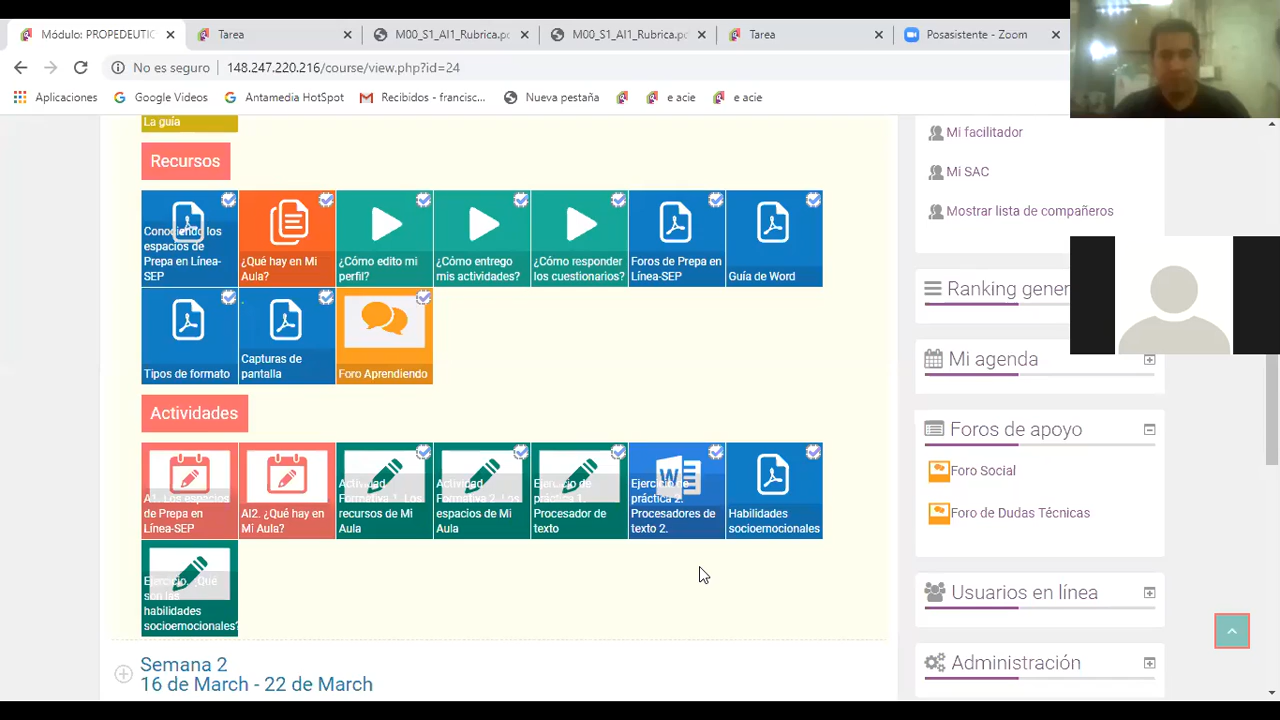 Módulo: PROPEDEUTIC
Tarea
M00_S1_AI1_Rubrica.pc
M00_S1_AI1_Rubrica.pc
Tarea
Posasistente - Zoom
No es seguro
148.247.220.216/course/view.php?id=24
Aplicaciones
Google Videos
Antamedia HotSpot
Recibidos - francisc...
Nueva pestaña
e acie
e acie
La guía
Recursos
Conociendo los
espacios de
Prepa en Línea-
SEP
¿Qué hay en Mi
Aula?
¿Cómo edito mi
perfil?
¿Cómo entrego
mis actividades?
¿Cómo responder
los cuestionarios?
Foros de Prepa en
Línea-SEP
Guía de Word
Tipos de formato
Capturas de
pantalla
Foro Aprendiendo
Actividades
AI1. Los espacios
de Prepa en
Línea-SEP
AI2. ¿Qué hay en
Mi Aula?
Actividad
Formativa 1. Los
recursos de Mi
Aula
Actividad
Formativa 2. Los
espacios de Mi
Aula
Ejercicio de
práctica 1.
Procesador de
texto
Ejercicio de
práctica 2.
Procesadores de
texto 2.
Habilidades
socioemocionales
Ejercicio. ¿Qué
son las
habilidades
socioemocionales?
Semana 2
16 de March - 22 de March
Mi facilitador
Mi SAC
Mostrar lista de compañeros
Ranking gener
Mi agenda
Foros de apoyo
Foro Social
Foro de Dudas Técnicas
Usuarios en línea
Administración